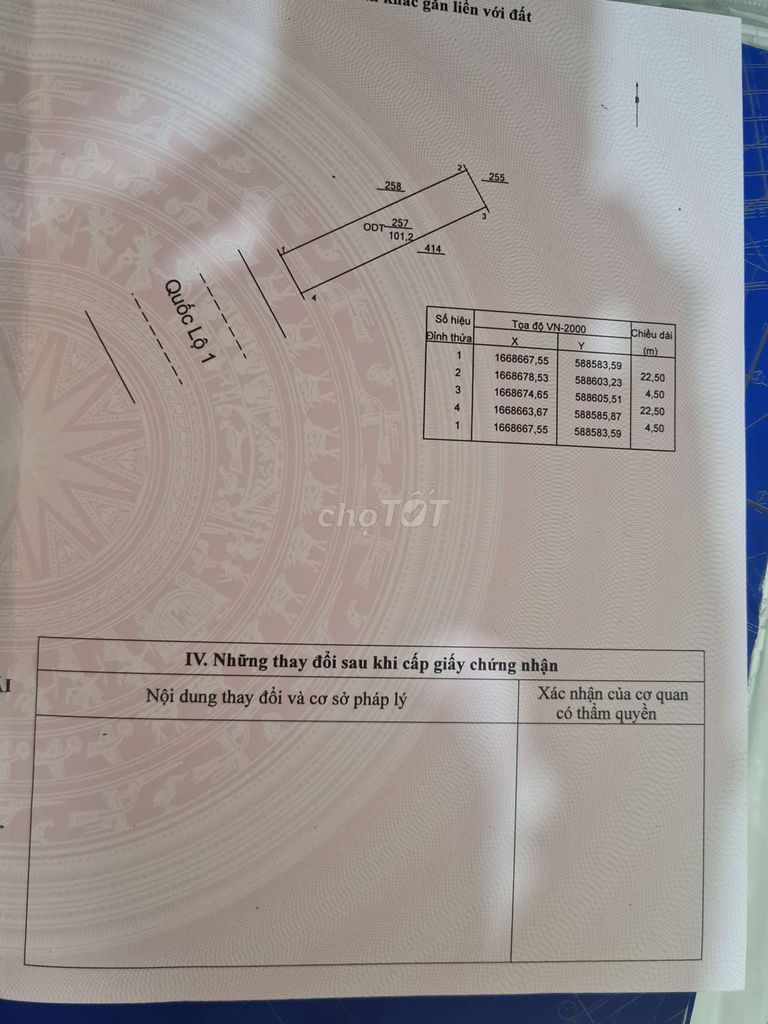 khác gắn liền với đất
B
2
258
255
ODT 257
101,2
3
1
414
4
Quốc Lộ 1
Số hiệu Đỉnh thửa | Tọa độ VN-2000 | Chiều dài (m)
X | Y
1 | 1668667,55 | 588583,59
22,50
2 | 1668678,53 | 588603,23
4,50
3 | 1668674,65 | 588605,51
22,50
4 | 1668663,67 | 588585,87
4,50
1 | 1668667,55 | 588583,59
chợTỐT
IV. Những thay đổi sau khi cấp giấy chứng nhận
Nội dung thay đổi và cơ sở pháp lý
Xác nhận của cơ quan
có thẩm quyền